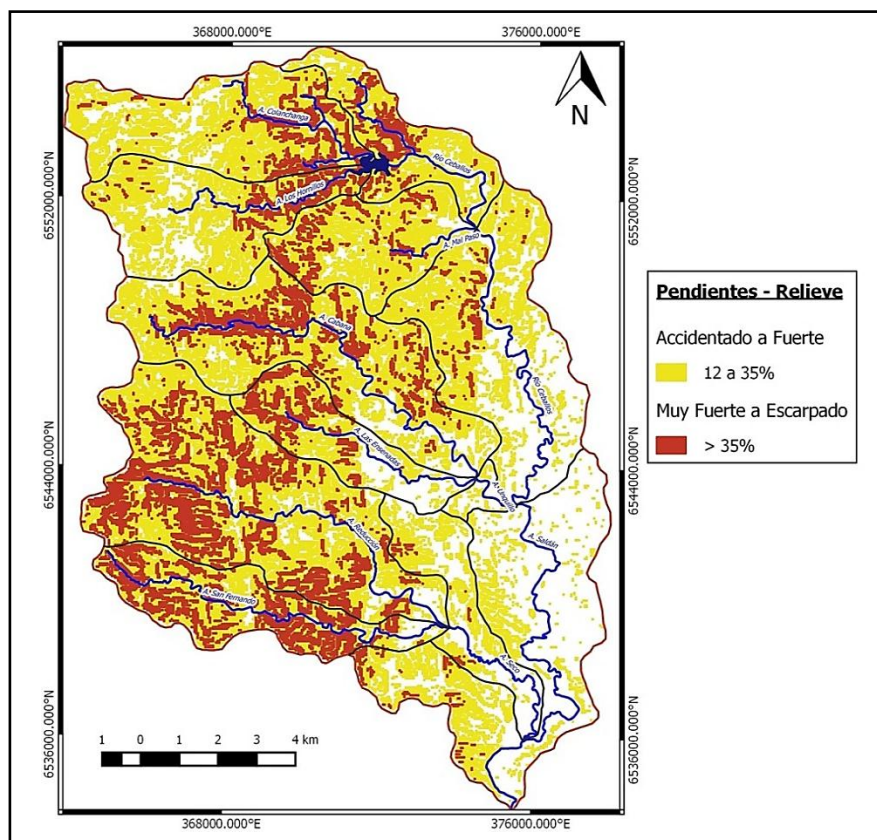 368000.000°E
376000.000°E
N
6552000.000°N
6552000.000°N
A. Colanchanga
Río Ceballos
A. Los Hornillos
A. Mal Paso
A. Cabana
Río Ceballos
A. Las Ensenadas
A. Unquillo
6544000.000°N
6544000.000°N
A. Reducción
A. Saldán
A. San Fernando
A. Seco
6536000.000°N
6536000.000°N
1 0 1 2 3 4 km
368000.000°E
376000.000°E
Pendientes - Relieve
Accidentado a Fuerte
12 a 35%
Muy Fuerte a Escarpado
> 35%